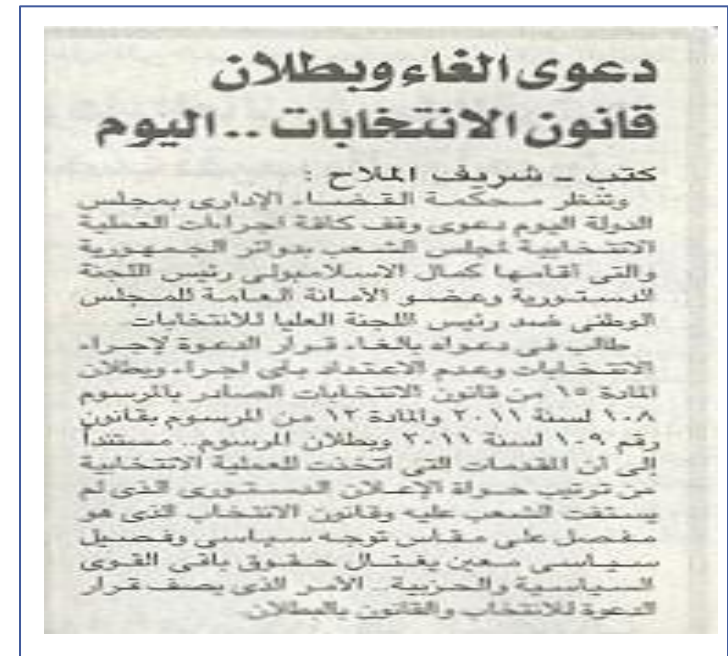 دعوى الغاء وبطلان
قانون الانتخابات .. اليوم
كتب - شريف الملاح :
وتنظر محكمة القضاء الإدارى بمجلس
الدولة اليوم دعوى وقف كافة اجراءات العملية
الانتخابية لمجلس الشعب بدوائر الجمهورية
والتى أقامها كمال الاسلامبولى رئيس اللجنة
الدستورية وعضو الأمانة العامة للمجلس
الوطنى ضد رئيس اللجنة العليا للانتخابات.
طالب فى دعواه بالغاء قرار الدعوة لإجراء
الانتخابات وعدم الاعتداد بأى اجراء وبطلان
المادة ١٥ من قانون الانتخابات الصادر بالمرسوم
١٠٨ لسنة ٢٠١١ والمادة ١٢ من المرسوم بقانون
رقم ١٠٩ لسنة ٢٠١١ وبطلان المرسوم.. مستنداً
إلى أن المقدمات التى اتخذت للعملية الانتخابية
من ترتيب حواة الإعلان الدستورى الذى لم
يستفت الشعب عليه وقانون الانتخاب الذى هو
مفصل على مقاس توجه سياسى وفصيل
سياسى معين يغتال حقوق باقى القوى
السياسية والحزبية.. الأمر الذى يصف قرار
الدعوة للانتخاب والقانون بالبطلان.